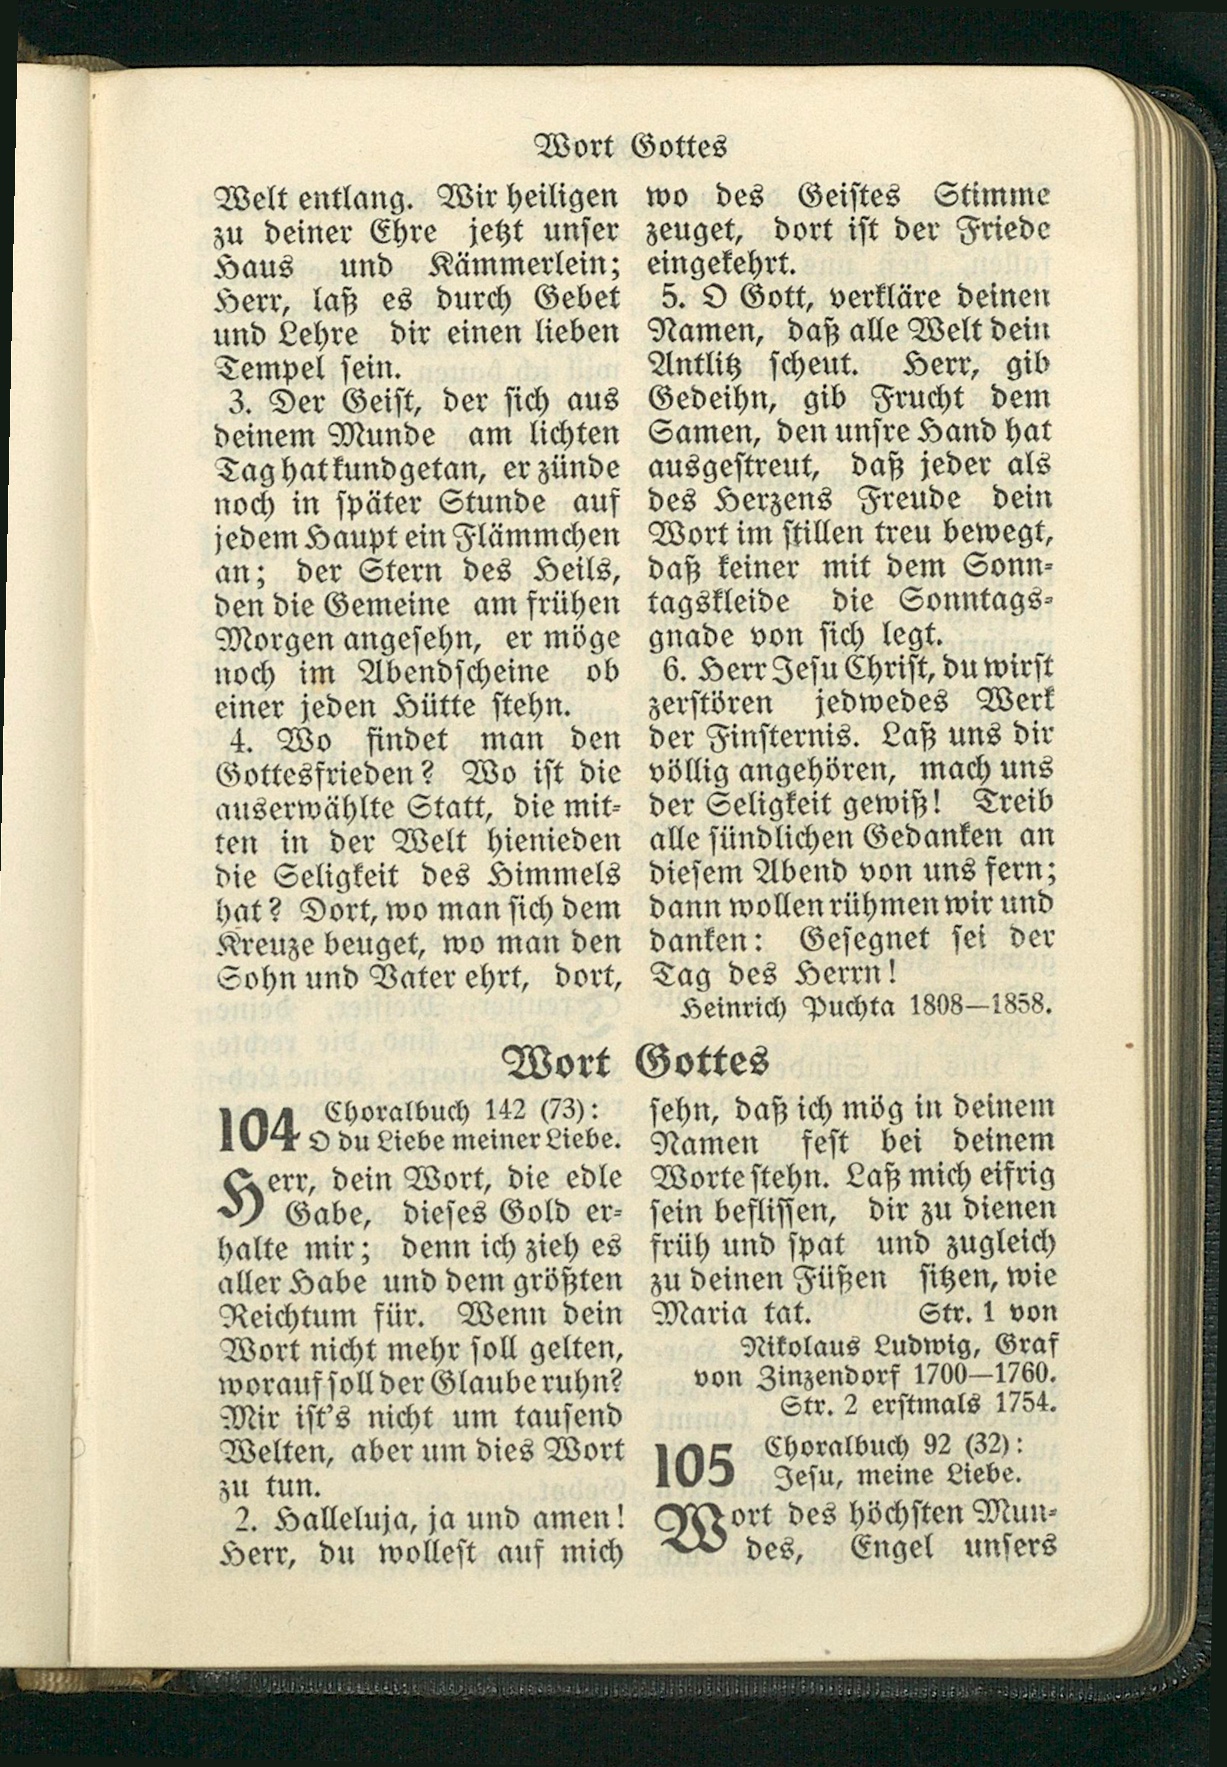 Wort Gottes
Welt entlang. Wir heiligen
zu deiner Ehre jetzt unser
Haus und Kämmerlein;
Herr, laß es durch Gebet
und Lehre dir einen lieben
Tempel sein.
3. Der Geist, der sich aus
deinem Munde am lichten
Tag hat kundgetan, er zünde
noch in später Stunde auf
jedem Haupt ein Flämmchen
an; der Stern des Heils,
den die Gemeine am frühen
Morgen angesehn, er möge
noch im Abendscheine ob
einer jeden Hütte stehn.
4. Wo findet man den
Gottesfrieden? Wo ist die
auserwählte Statt, die mit-
ten in der Welt hienieden
die Seligkeit des Himmels
hat? Dort, wo man sich dem
Kreuze beuget, wo man den
Sohn und Vater ehrt, dort,
wo des Geistes Stimme
zeuget, dort ist der Friede
eingekehrt.
5. O Gott, verkläre deinen
Namen, daß alle Welt dein
Antlitz scheut. Herr, gib
Gedeihn, gib Frucht dem
Samen, den unsre Hand hat
ausgestreut, daß jeder als
des Herzens Freude dein
Wort im stillen treu bewegt,
daß keiner mit dem Sonn-
tagskleide die Sonntags-
gnade von sich legt.
6. Herr Jesu Christ, du wirst
zerstören jedwedes Werk
der Finsternis. Laß uns dir
völlig angehören, mach uns
der Seligkeit gewiß! Treib
alle sündlichen Gedanken an
diesem Abend von uns fern;
dann wollen rühmen wir und
danken: Gesegnet sei der
Tag des Herrn!
Heinrich Puchta 1808—1858.
Wort Gottes
104 Choralbuch 142 (73):
O du Liebe meiner Liebe.
Herr, dein Wort, die edle
Gabe, dieses Gold er-
halte mir; denn ich zieh es
aller Habe und dem größten
Reichtum für. Wenn dein
Wort nicht mehr soll gelten,
worauf soll der Glaube ruhn?
Mir ist's nicht um tausend
Welten, aber um dies Wort
zu tun.
2. Halleluja, ja und amen!
Herr, du wollest auf mich
sehn, daß ich mög in deinem
Namen fest bei deinem
Worte stehn. Laß mich eifrig
sein beflissen, dir zu dienen
früh und spat und zugleich
zu deinen Füßen sitzen, wie
Maria tat. Str. 1 von
Nikolaus Ludwig, Graf
von Zinzendorf 1700—1760.
Str. 2 erstmals 1754.
105 Choralbuch 92 (32):
Jesu, meine Liebe.
Wort des höchsten Mun-
des, Engel unsers